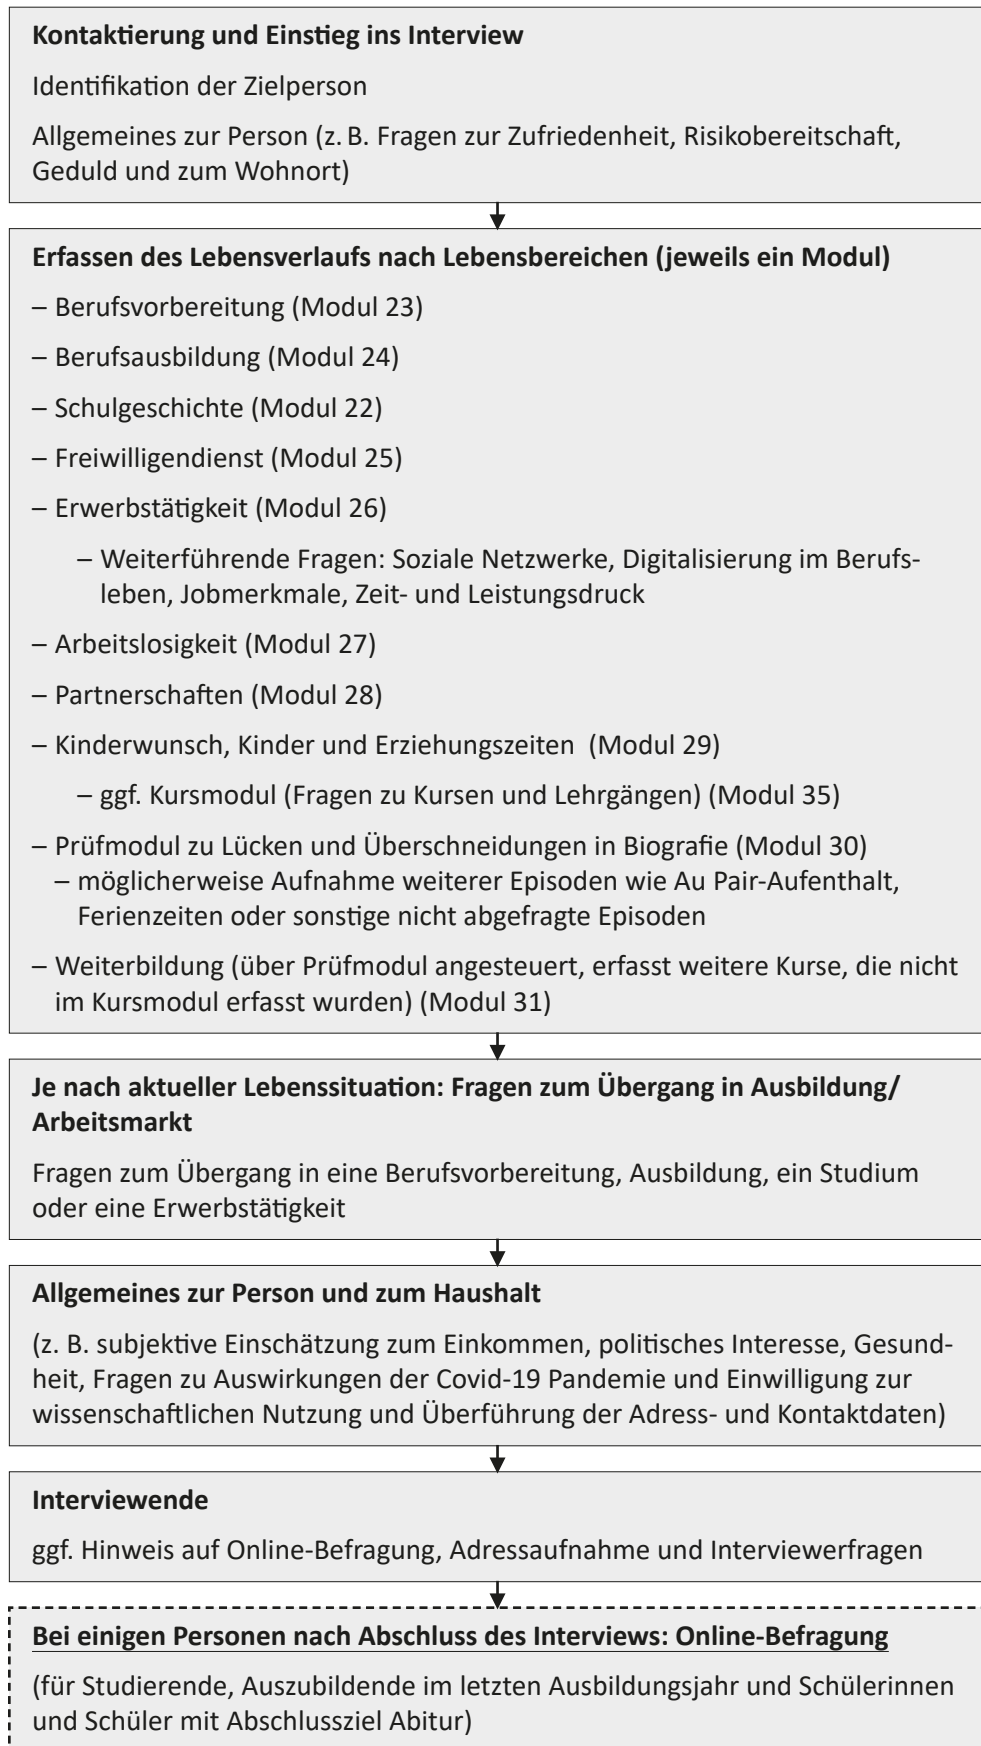 Kontaktierung und Einstieg ins Interview
Identifikation der Zielperson
Allgemeines zur Person (z. B. Fragen zur Zufriedenheit, Risikobereitschaft,
Geduld und zum Wohnort)
Erfassen des Lebensverlaufs nach Lebensbereichen (jeweils ein Modul)
– Berufsvorbereitung (Modul 23)
– Berufsausbildung (Modul 24)
– Schulgeschichte (Modul 22)
– Freiwilligendienst (Modul 25)
– Erwerbstätigkeit (Modul 26)
– Weiterführende Fragen: Soziale Netzwerke, Digitalisierung im Berufs-
leben, Jobmerkmale, Zeit- und Leistungsdruck
– Arbeitslosigkeit (Modul 27)
– Partnerschaften (Modul 28)
– Kinderwunsch, Kinder und Erziehungszeiten (Modul 29)
– ggf. Kursmodul (Fragen zu Kursen und Lehrgängen) (Modul 35)
– Prüfmodul zu Lücken und Überschneidungen in Biografie (Modul 30)
– möglicherweise Aufnahme weiterer Episoden wie Au Pair-Aufenthalt,
Ferienzeiten oder sonstige nicht abgefragte Episoden
– Weiterbildung (über Prüfmodul angesteuert, erfasst weitere Kurse, die nicht
im Kursmodul erfasst wurden) (Modul 31)
Je nach aktueller Lebenssituation: Fragen zum Übergang in Ausbildung/
Arbeitsmarkt
Fragen zum Übergang in eine Berufsvorbereitung, Ausbildung, ein Studium
oder eine Erwerbstätigkeit
Allgemeines zur Person und zum Haushalt
(z. B. subjektive Einschätzung zum Einkommen, politisches Interesse, Gesund-
heit, Fragen zu Auswirkungen der Covid-19 Pandemie und Einwilligung zur
wissenschaftlichen Nutzung und Überführung der Adress- und Kontaktdaten)
Interviewende
ggf. Hinweis auf Online-Befragung, Adressaufnahme und Interviewerfragen
Bei einigen Personen nach Abschluss des Interviews: Online-Befragung
(für Studierende, Auszubildende im letzten Ausbildungsjahr und Schülerinnen
und Schüler mit Abschlussziel Abitur)